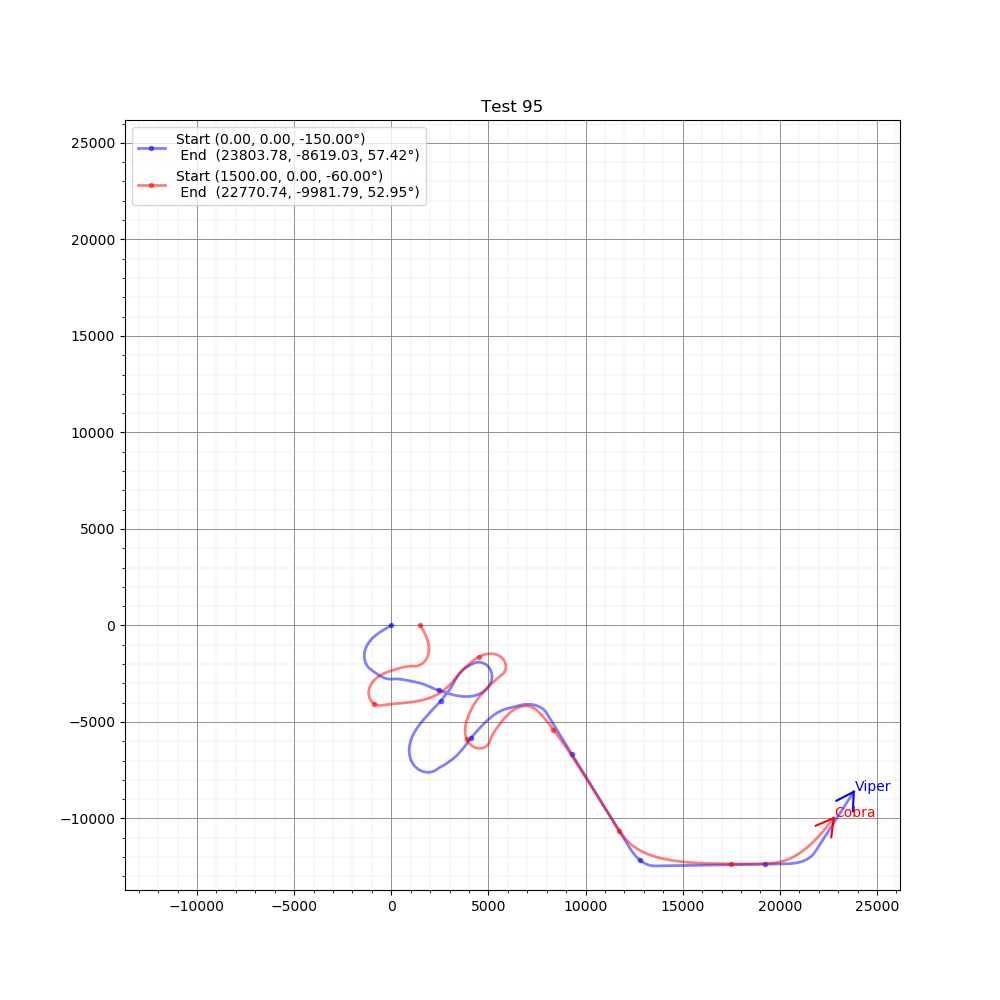 Test 95
Start (0.00, 0.00, -150.00°)
End (23803.78, -8619.03, 57.42°)
Start (1500.00, 0.00, -60.00°)
End (22770.74, -9981.79, 52.95°)
25000
20000
15000
10000
5000
0
−5000
−10000
Viper
Cobra
−10000 −5000 0 5000 10000 15000 20000 25000